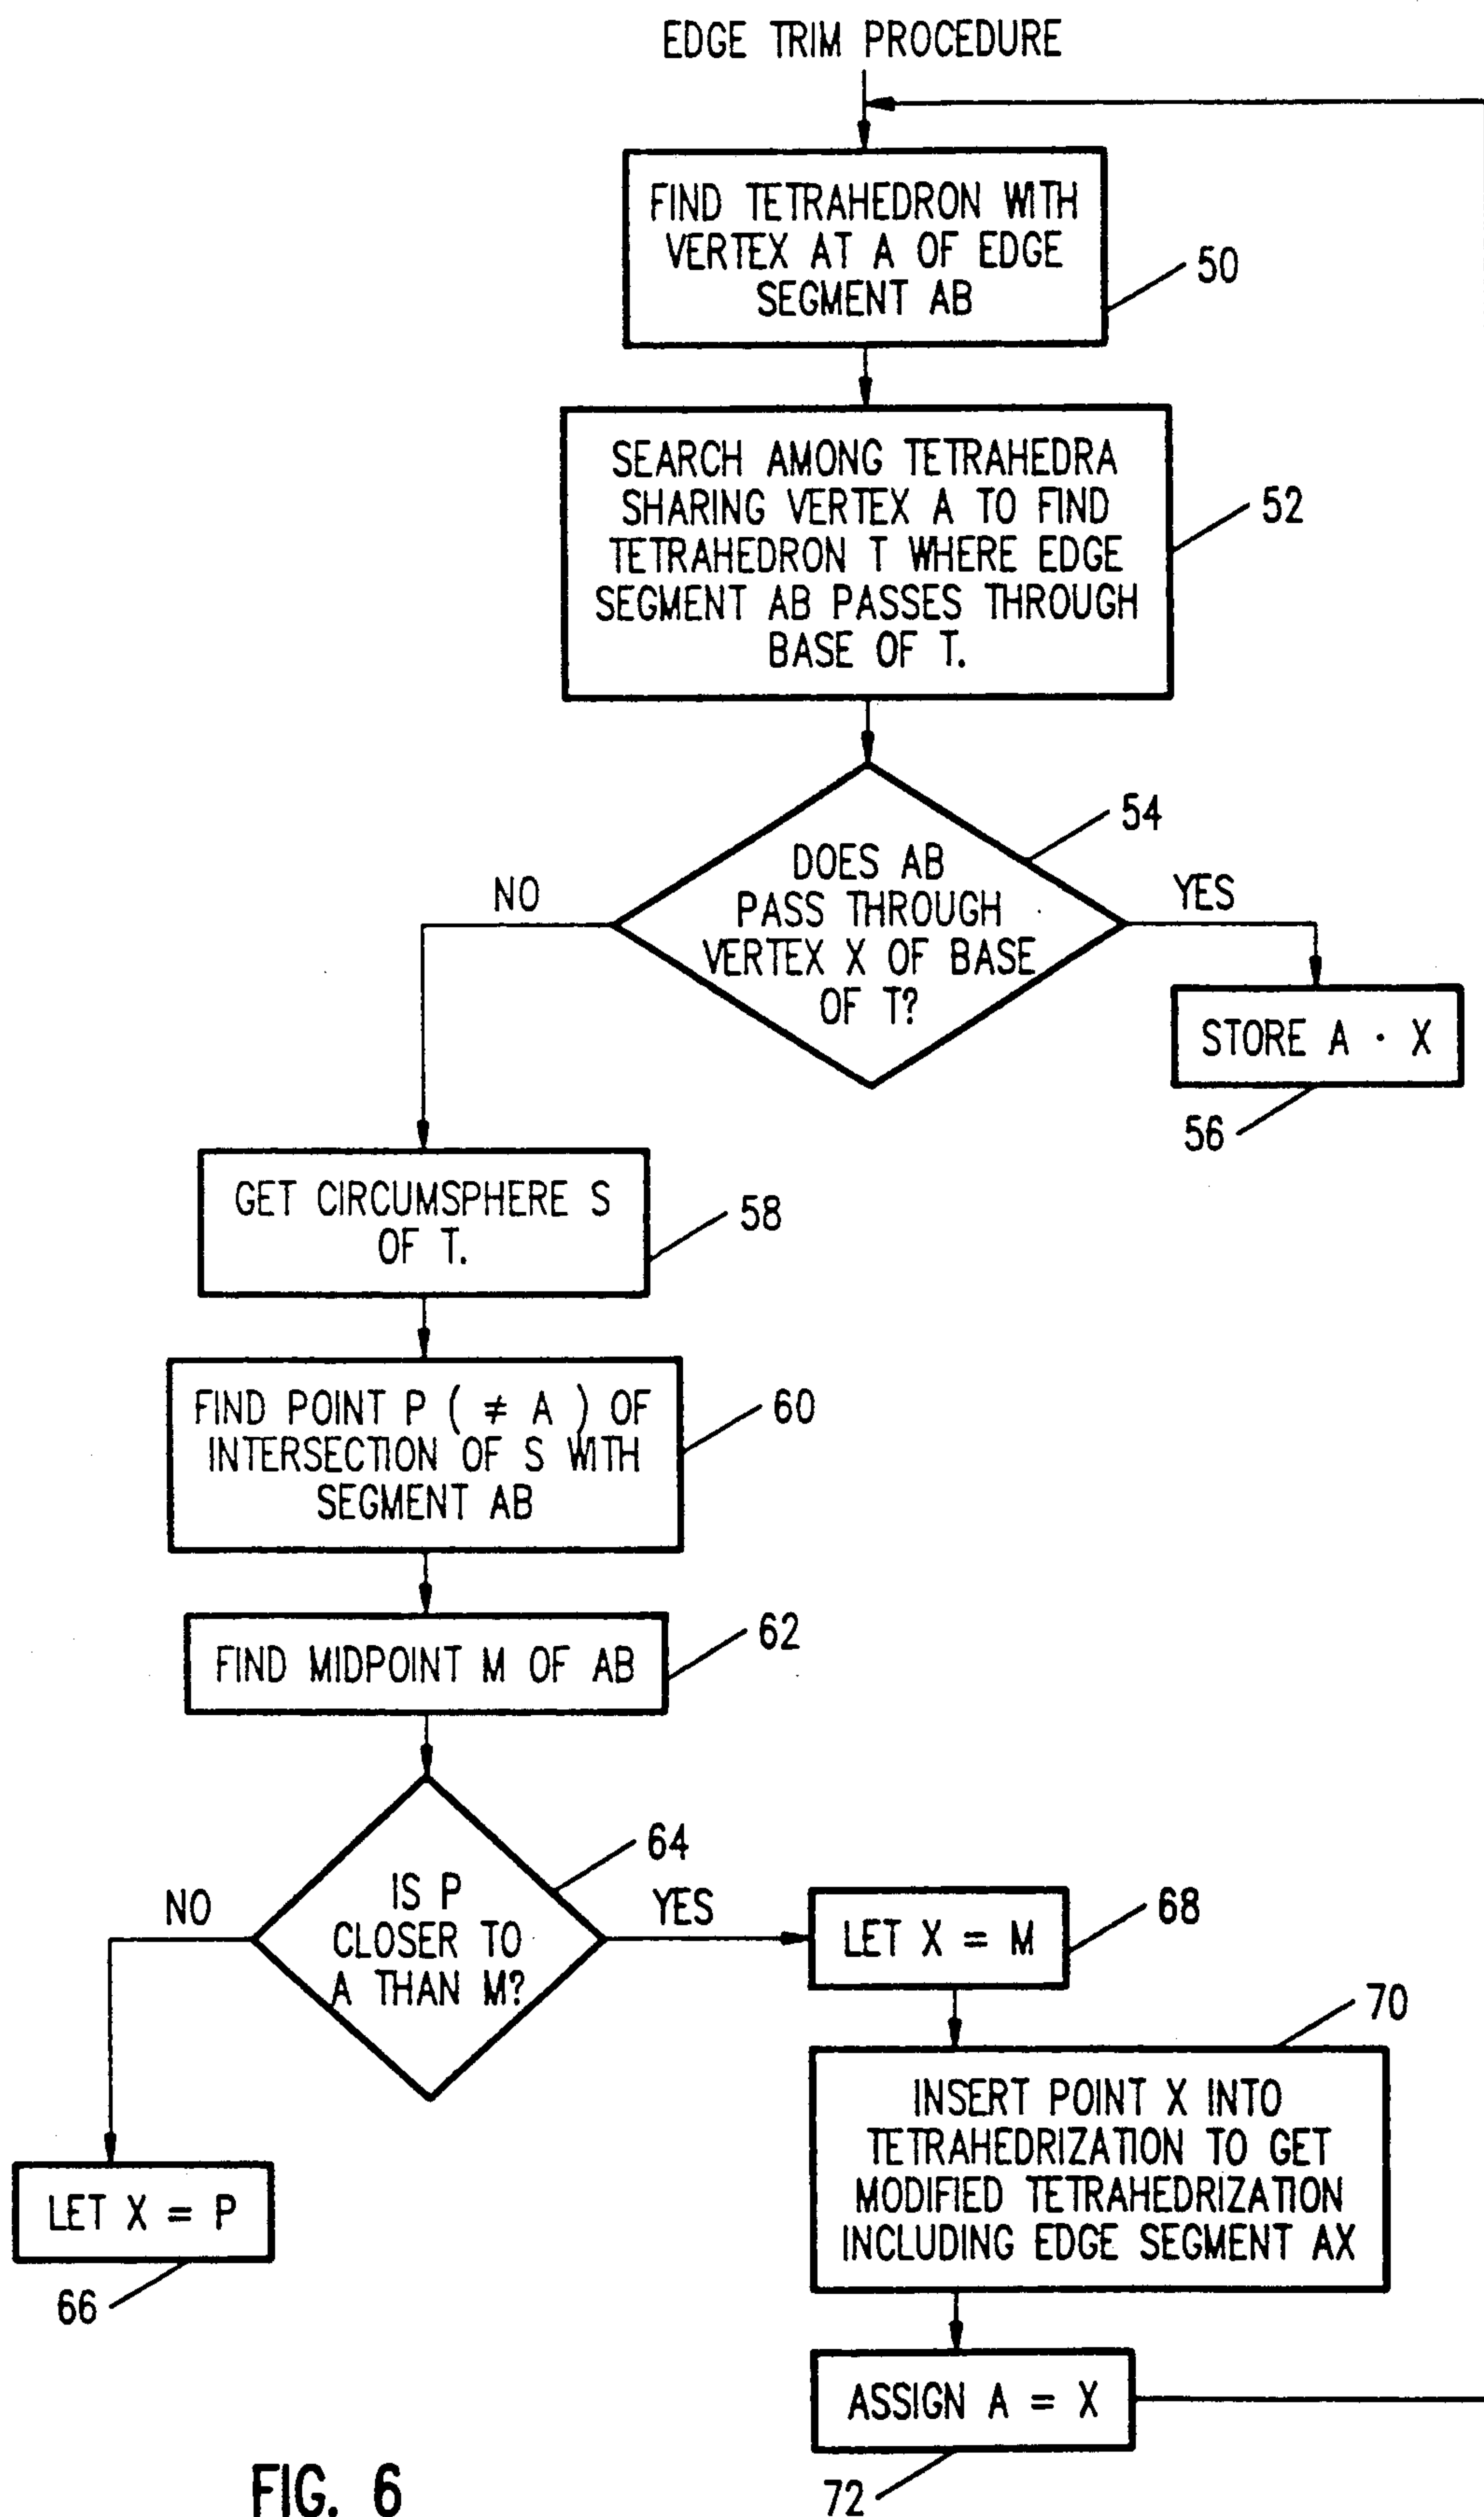 EDGE TRIM PROCEDURE
FIND TETRAHEDRON WITH
VERTEX AT A OF EDGE
SEGMENT AB
50
SEARCH AMONG TETRAHEDRA
SHARING VERTEX A TO FIND
TETRAHEDRON T WHERE EDGE
SEGMENT AB PASSES THROUGH
BASE OF T.
52
54
DOES AB
PASS THROUGH
VERTEX X OF BASE
OF T?
NO
YES
STORE A · X
56
GET CIRCUMSPHERE S
OF T.
58
FIND POINT P ( ≠ A ) OF
INTERSECTION OF S WITH
SEGMENT AB
60
FIND MIDPOINT M OF AB
62
64
IS P
CLOSER TO
A THAN M?
NO
YES
LET X = M
68
70
INSERT POINT X INTO
TETRAHEDRIZATION TO GET
MODIFIED TETRAHEDRIZATION
INCLUDING EDGE SEGMENT AX
LET X = P
66
ASSIGN A = X
72
FIG. 6